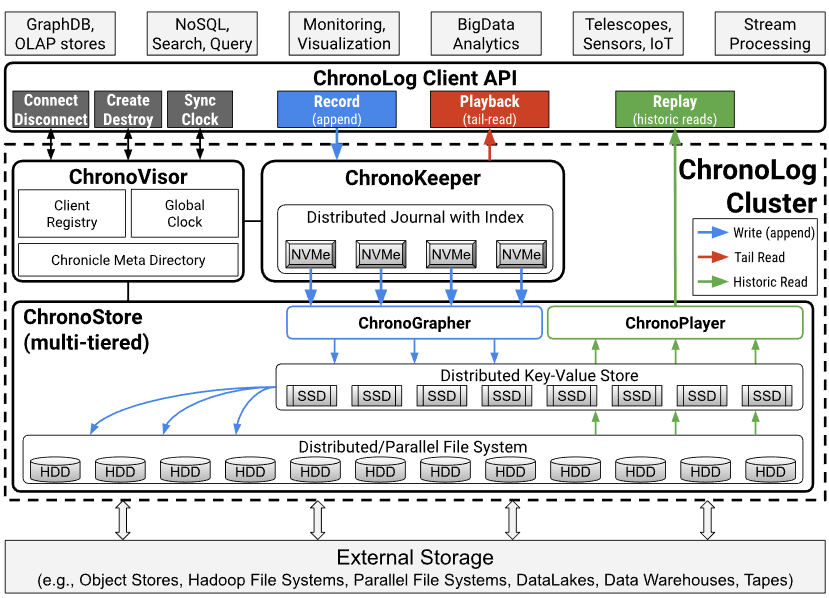 GraphDB,
OLAP stores
NoSQL,
Search, Query
Monitoring,
Visualization
BigData
Analytics
Telescopes,
Sensors, IoT
Stream
Processing
ChronoLog Client API
Connect
Disconnect
Create
Destroy
Sync
Clock
Record
(append)
Playback
(tail-read)
Replay
(historic reads)
ChronoVisor
Client
Registry
Global
Clock
Chronicle Meta Directory
ChronoKeeper
Distributed Journal with Index
NVMe
NVMe
NVMe
NVMe
ChronoLog
Cluster
Write (append)
Tail Read
Historic Read
ChronoStore
(multi-tiered)
ChronoGrapher
ChronoPlayer
Distributed Key-Value Store
SSD
SSD
SSD
SSD
SSD
SSD
SSD
SSD
Distributed/Parallel File System
HDD
HDD
HDD
HDD
HDD
HDD
HDD
HDD
HDD
HDD
HDD
HDD
External Storage
(e.g., Object Stores, Hadoop File Systems, Parallel File Systems, DataLakes, Data Warehouses, Tapes)